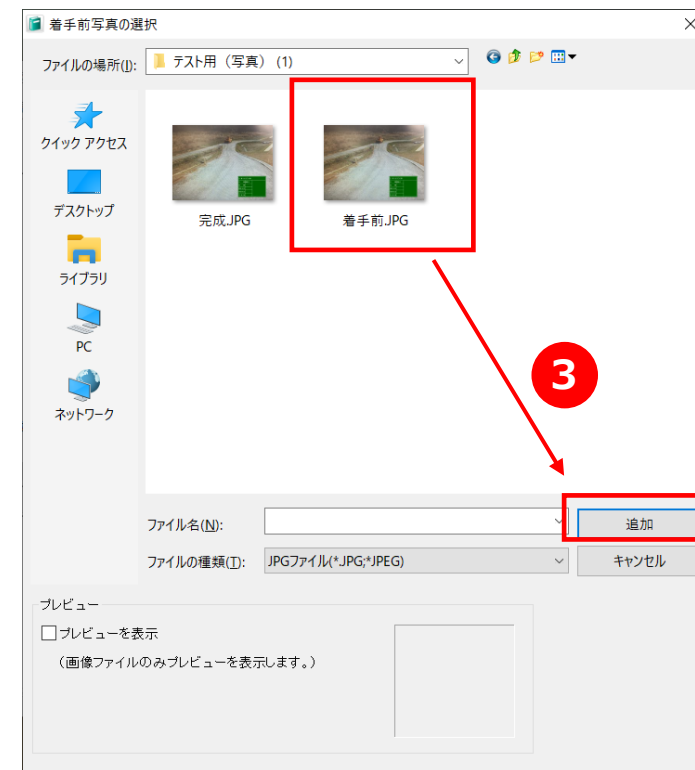 着手前写真の選択
ファイルの場所(I):
テスト用（写真） (1)
クイック アクセス
デスクトップ
ライブラリ
PC
ネットワーク
完成.JPG
着手前.JPG
3
ファイル名(N):
追加
ファイルの種類(T):
JPGファイル(*.JPG;*JPEG)
キャンセル
プレビュー
プレビューを表示
（画像ファイルのみプレビューを表示します。）